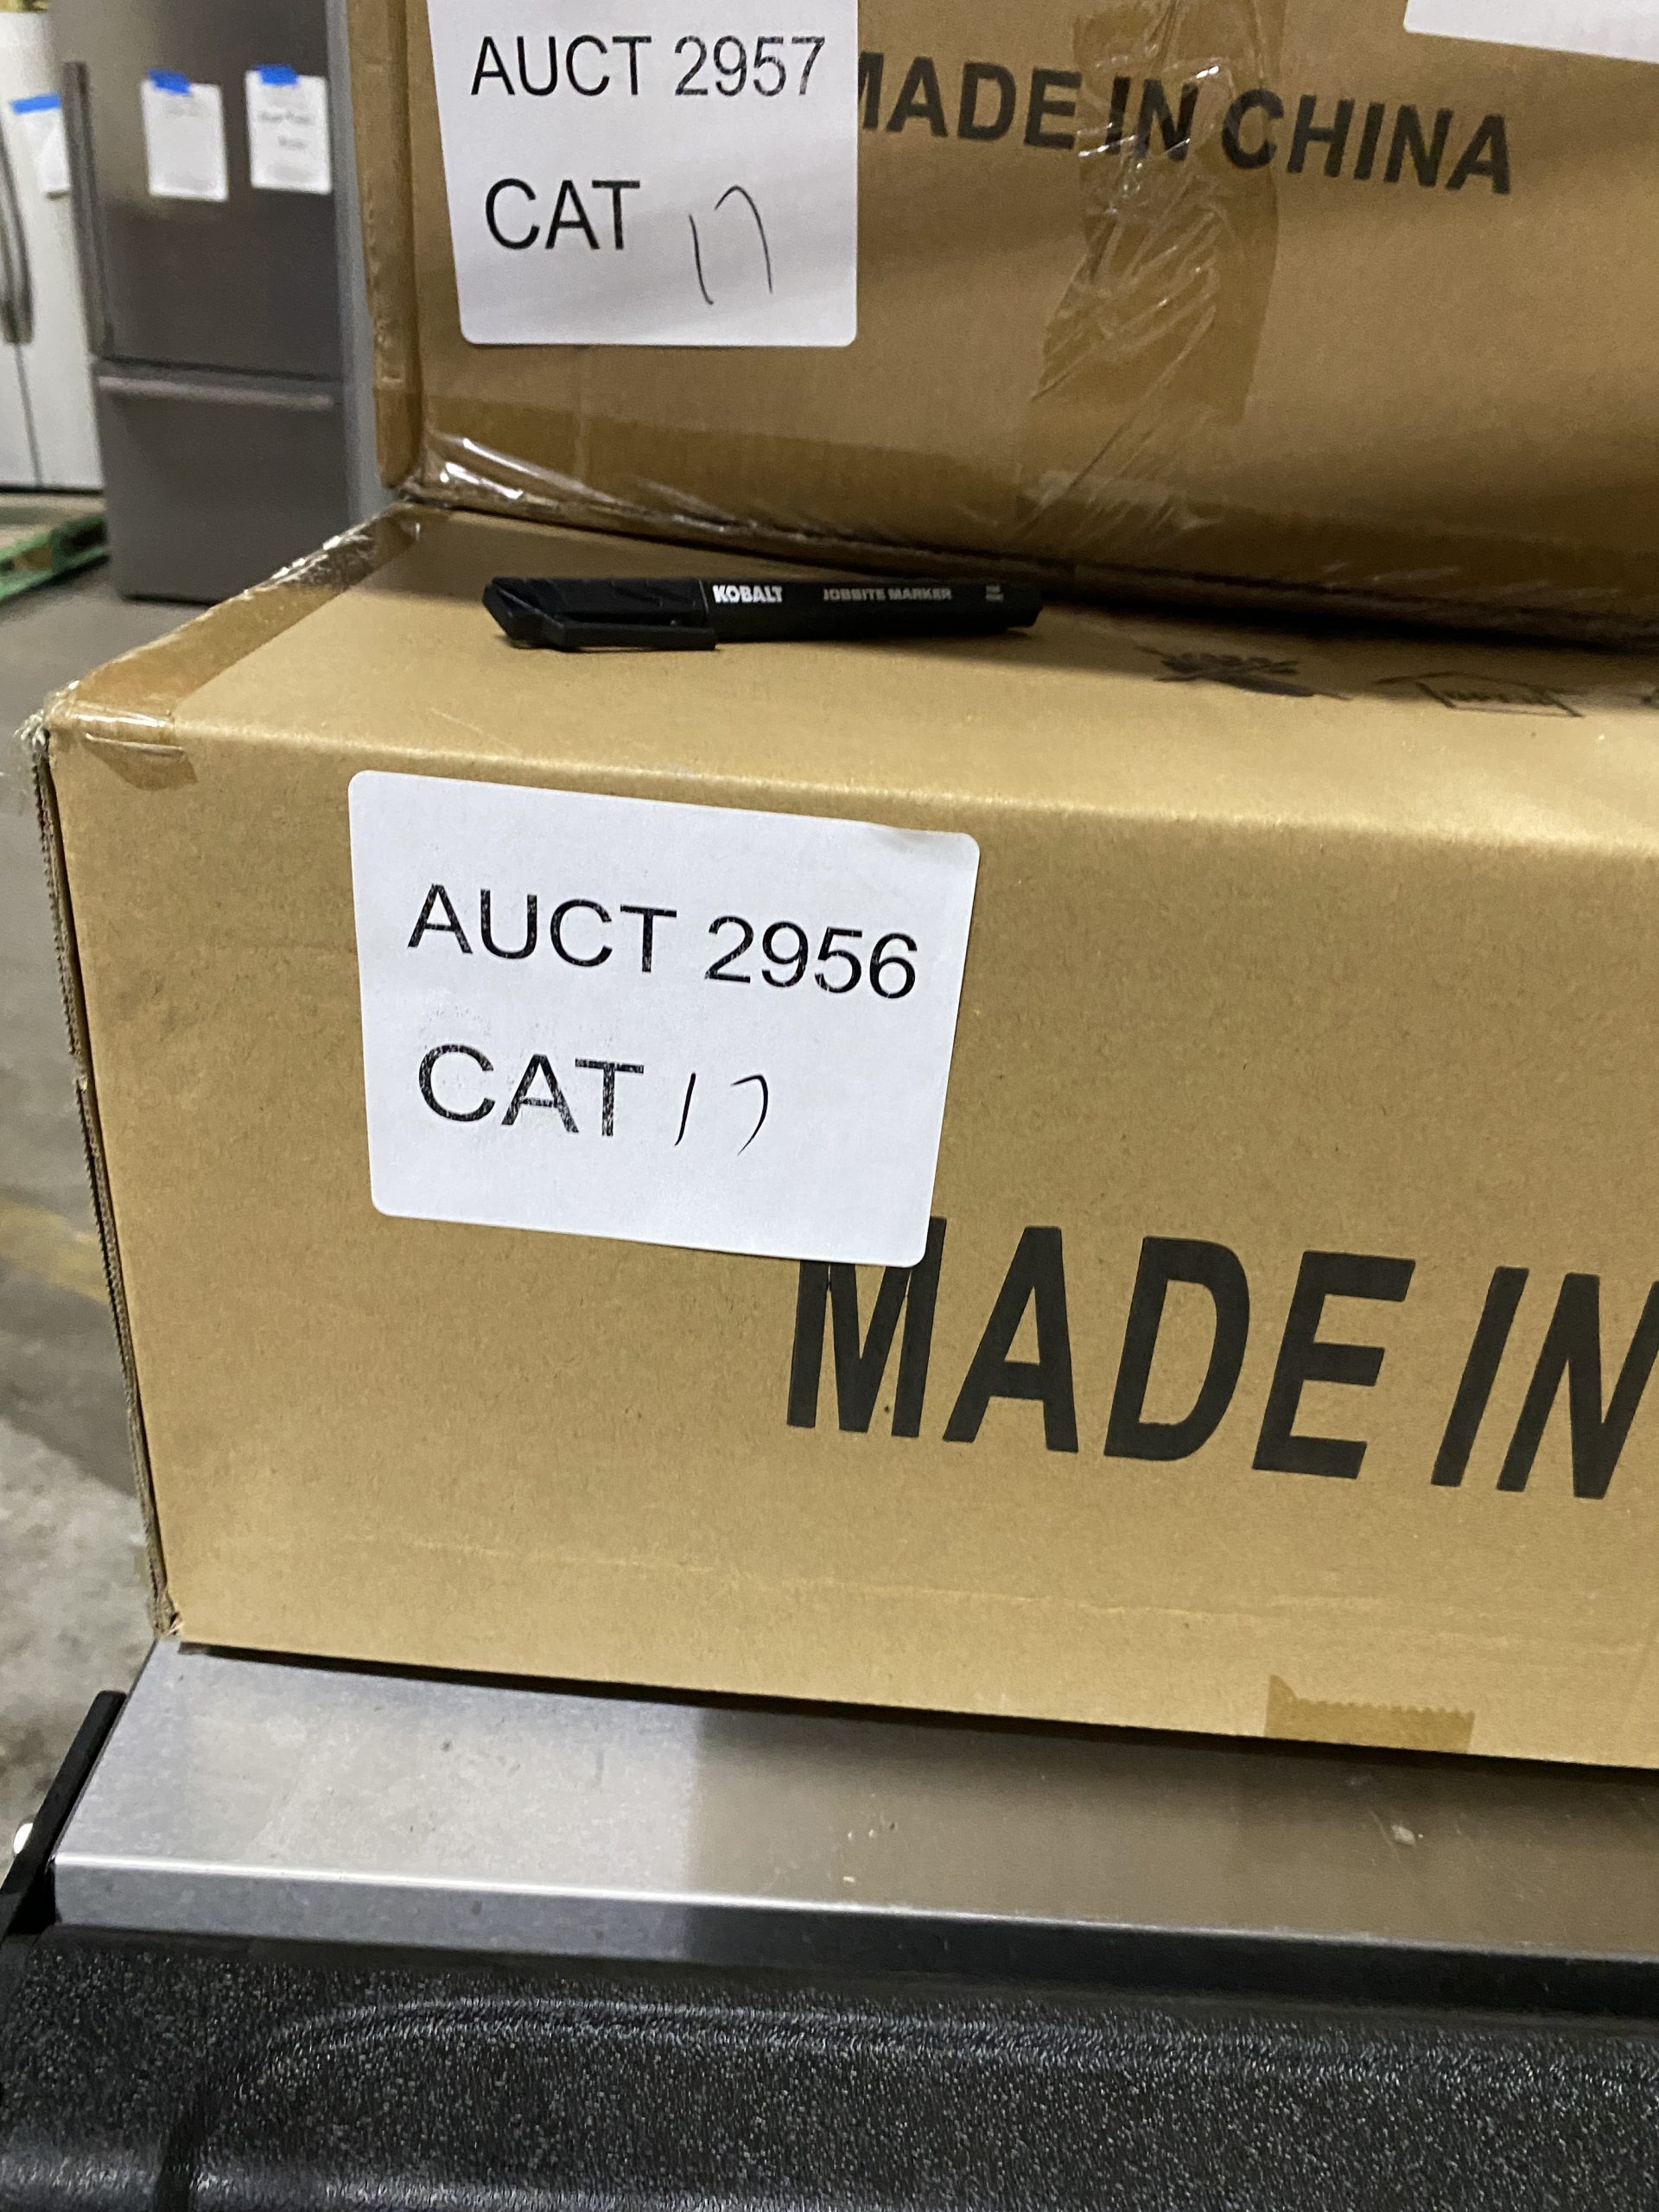 AUCT 2957
CAT 17
MADE IN CHINA
KOBALT JOBSITE MARKER
AUCT 2956
CAT 17
MADE IN